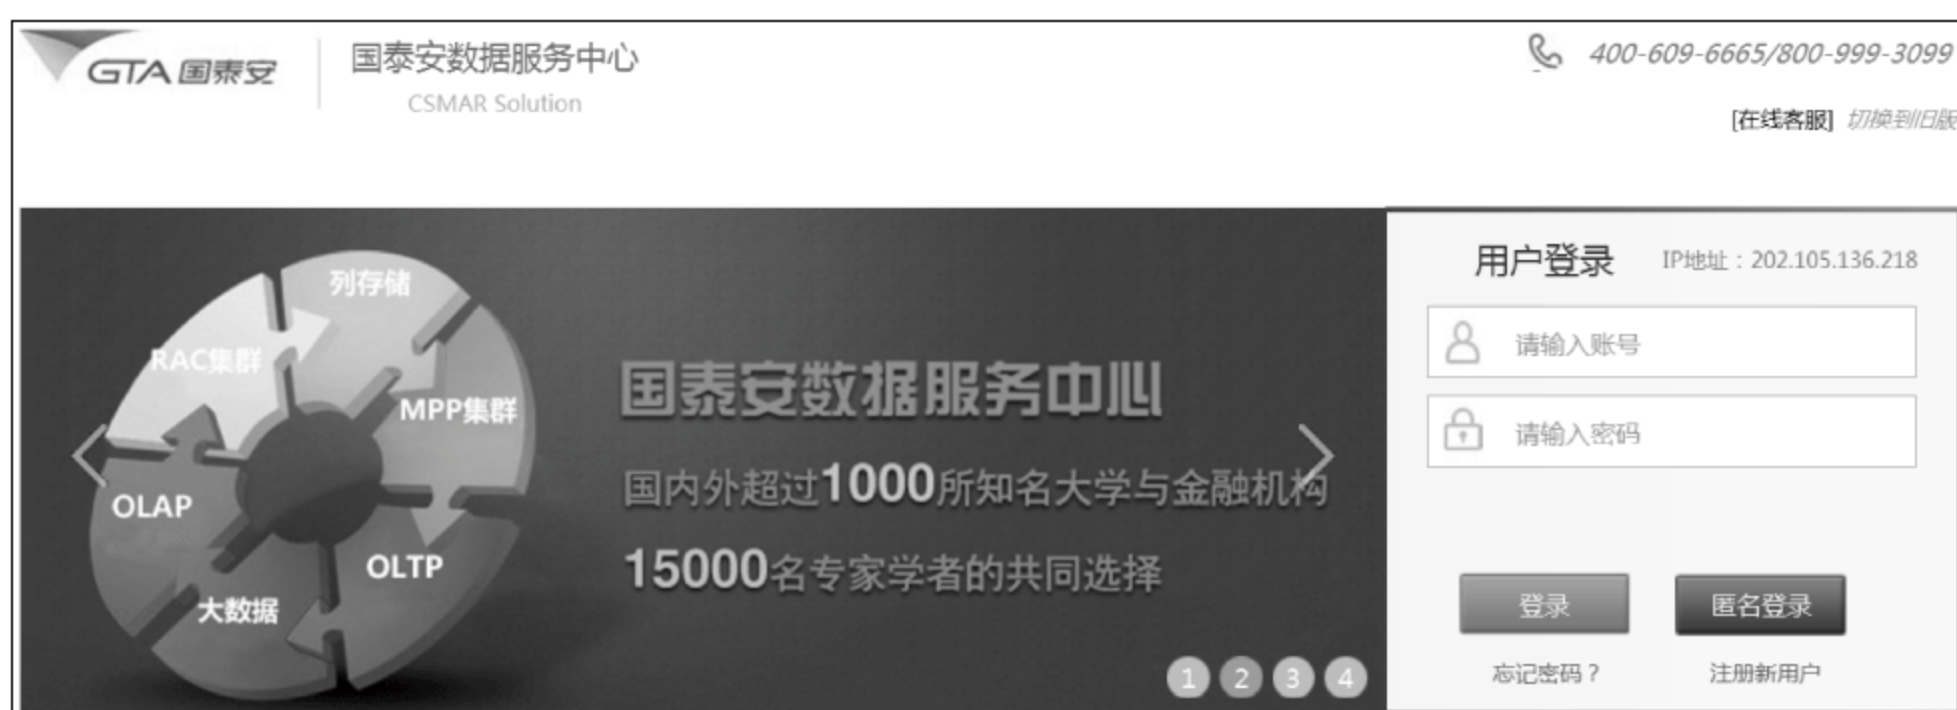 GTA 国泰安
国泰安数据服务中心
CSMAR Solution
400-609-6665/800-999-3099
[在线客服] 切换到旧版
列存储
RAC集群
MPP集群
OLAP
OLTP
大数据
国泰安数据服务中心
国内外超过1000所知名大学与金融机构
15000名专家学者的共同选择
1 2 3 4
用户登录 IP地址：202.105.136.218
请输入账号
请输入密码
登录 匿名登录
忘记密码？ 注册新用户